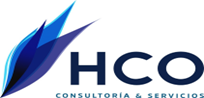 HCO
CONSULTORÍA & SERVICIOS